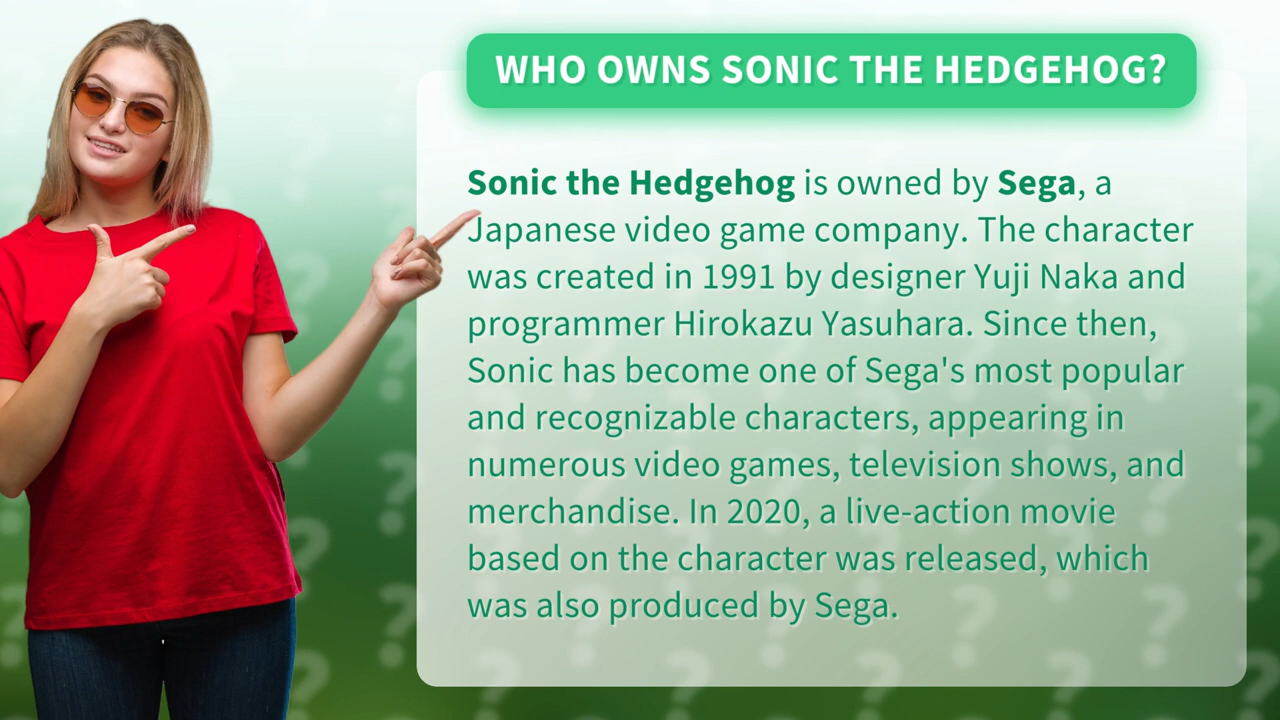 WHO OWNS SONIC THE HEDGEHOG?
Sonic the Hedgehog is owned by Sega, a
Japanese video game company. The character
was created in 1991 by designer Yuji Naka and
programmer Hirokazu Yasuhara. Since then,
Sonic has become one of Sega's most popular
and recognizable characters, appearing in
numerous video games, television shows, and
merchandise. In 2020, a live-action movie
based on the character was released, which
was also produced by Sega.